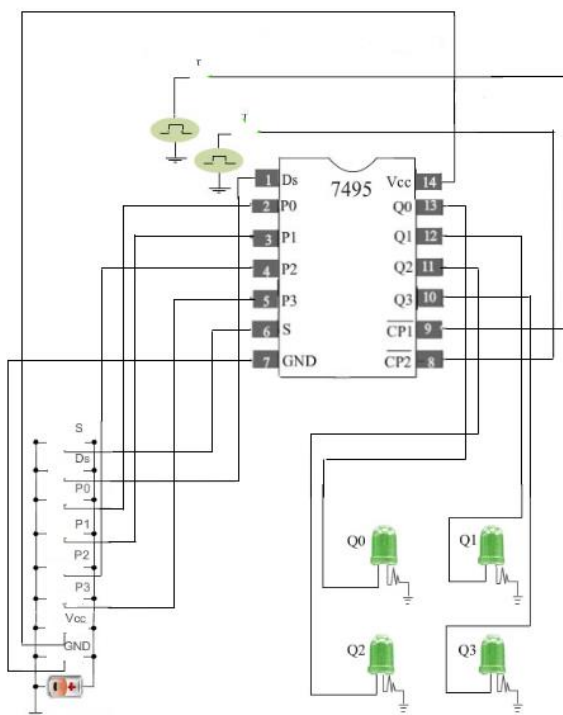 T
T
7495
1 Ds
2 P0
3 P1
4 P2
5 P3
6 S
7 GND
Vcc 14
Q0 13
Q1 12
Q2 11
Q3 10
CP1 9
CP2 8
S
Ds
P0
P1
P2
P3
Vcc
GND
Q0
Q1
Q2
Q3